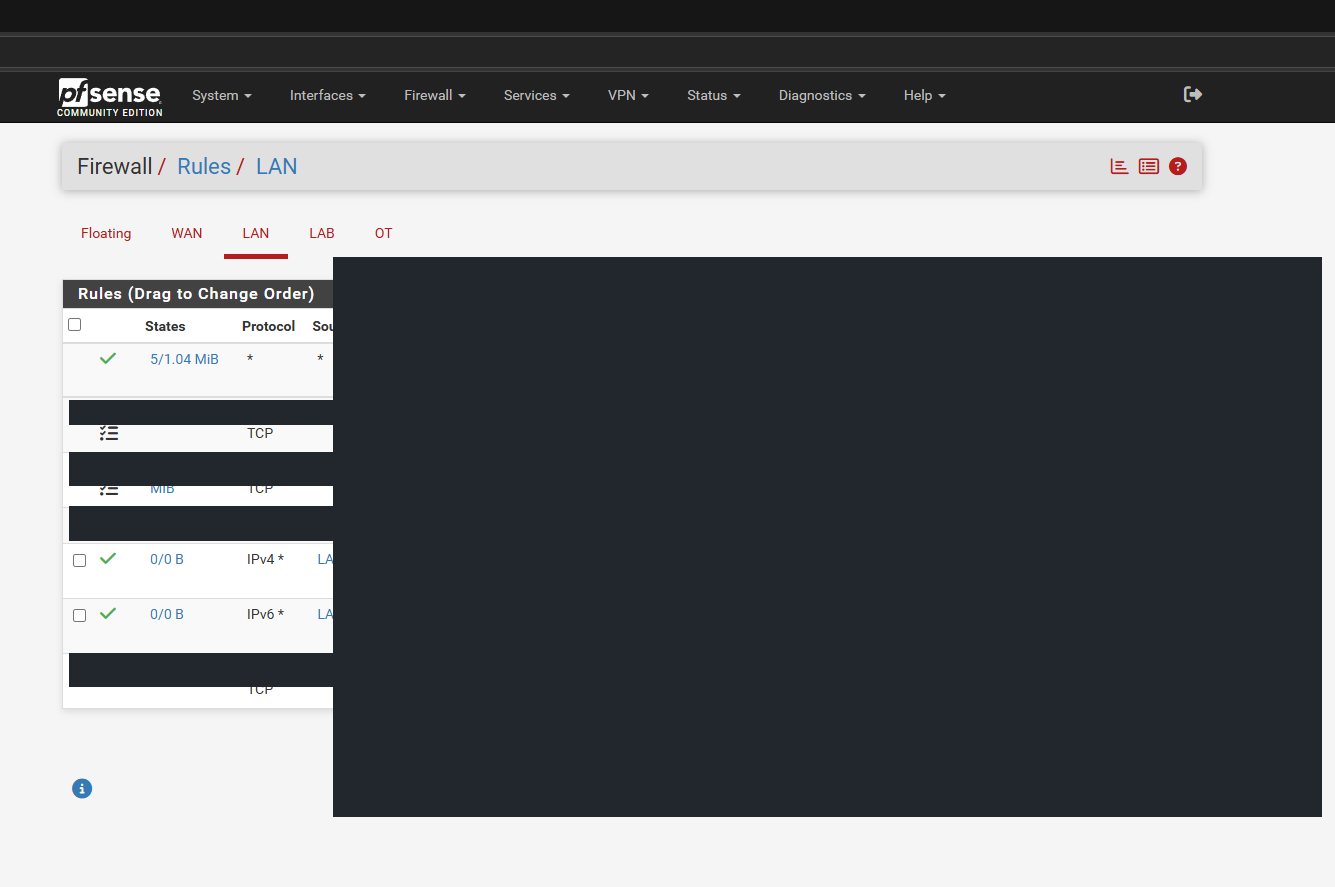 pfsense
COMMUNITY EDITION
System Interfaces Firewall Services VPN Status Diagnostics Help
Firewall / Rules / LAN
Floating WAN LAN LAB OT
Rules (Drag to Change Order)
States Protocol Sou
5/1.04 MiB * *
TCP
MiB TCP
0/0 B IPv4 * LA
0/0 B IPv6 * LA
TCP